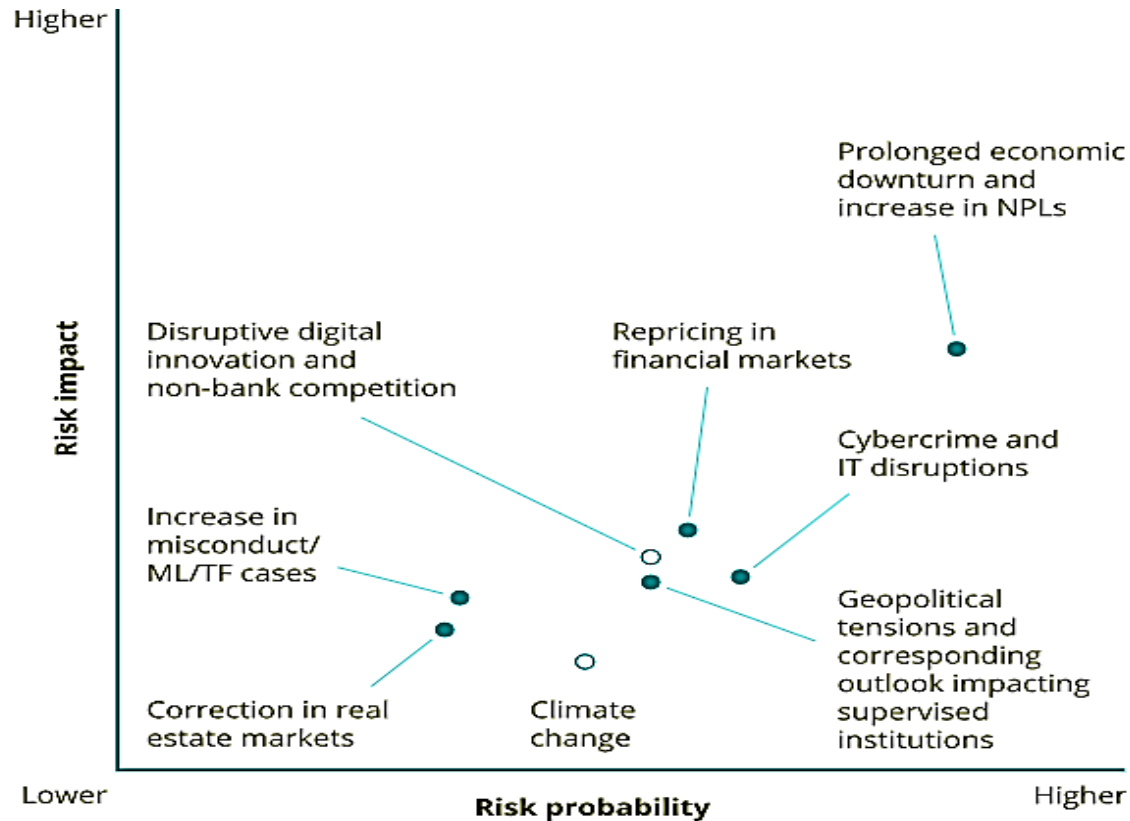 Higher
Prolonged economic
downturn and
increase in NPLs
Risk impact
Disruptive digital
innovation and
non-bank competition
Repricing in
financial markets
Cybercrime and
IT disruptions
Increase in
misconduct/
ML/TF cases
Geopolitical
tensions and
corresponding
outlook impacting
supervised
institutions
Correction in real
estate markets
Climate
change
Lower
Risk probability
Higher